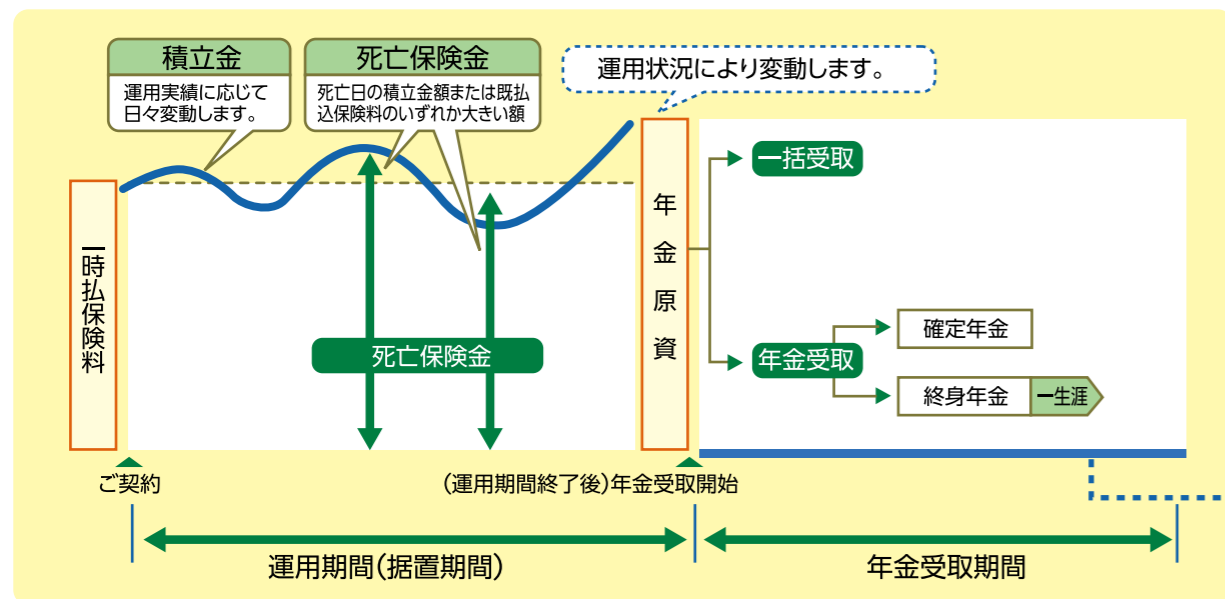 積立金
運用実績に応じて
日々変動します。
死亡保険金
死亡日の積立金額または既払
込保険料のいずれか大きい額
運用状況により変動します。
一時払保険料
死亡保険金
年金原資
一括受取
年金受取
確定年金
終身年金
一生涯
ご契約
(運用期間終了後)年金受取開始
運用期間(据置期間)
年金受取期間